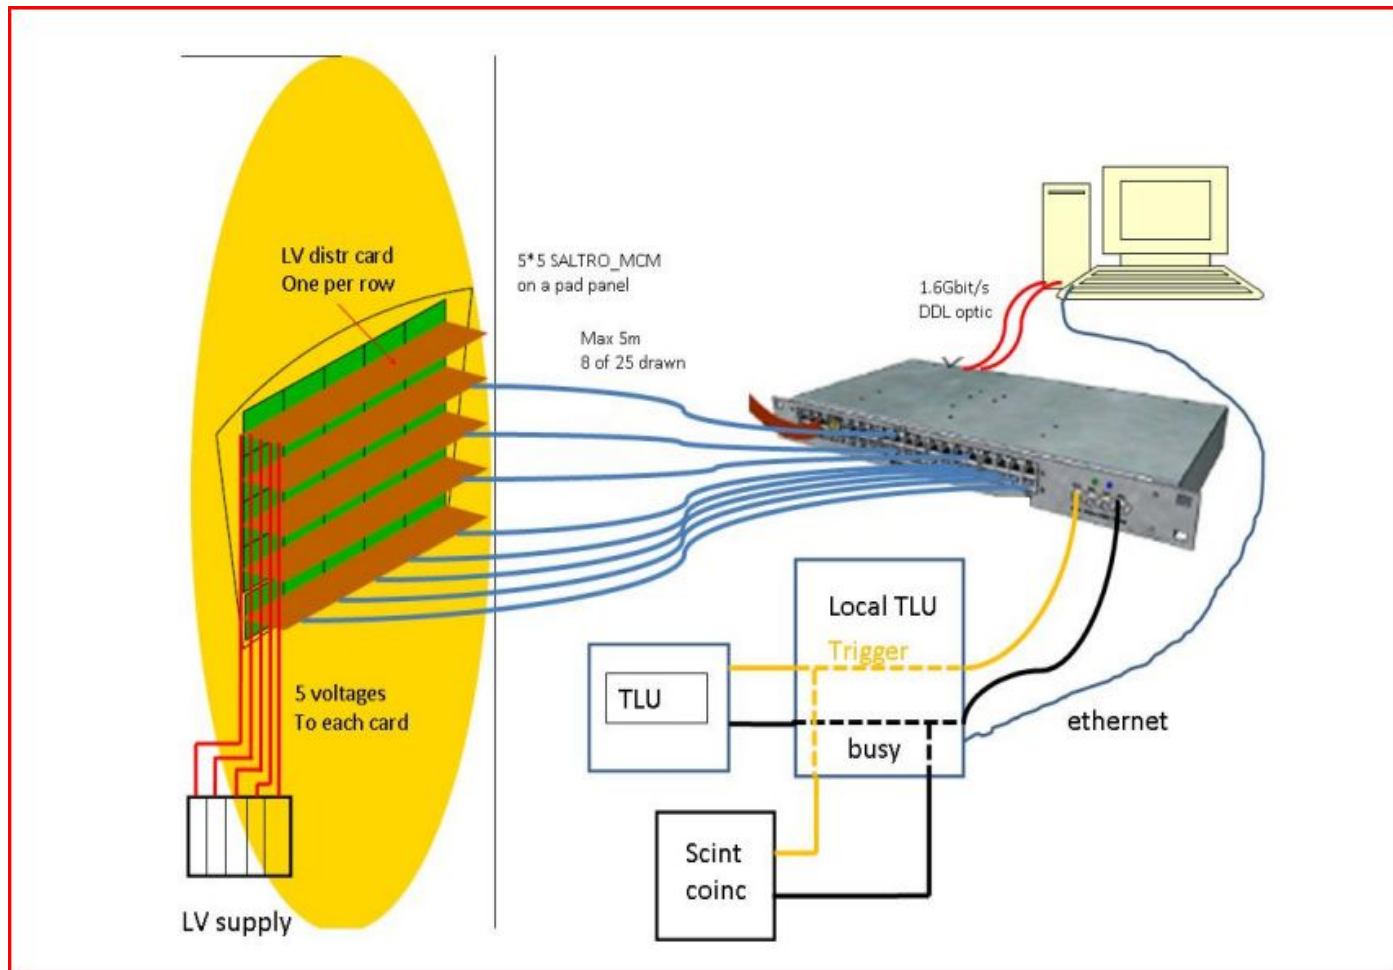 LV distr card
One per row
5*5 SALTRO_MCM
on a pad panel
Max 5m
8 of 25 drawn
1.6Gbit/s
DDL optic
Local TLU
Trigger
TLU
busy
ethernet
5 voltages
To each card
Scint
coinc
LV supply